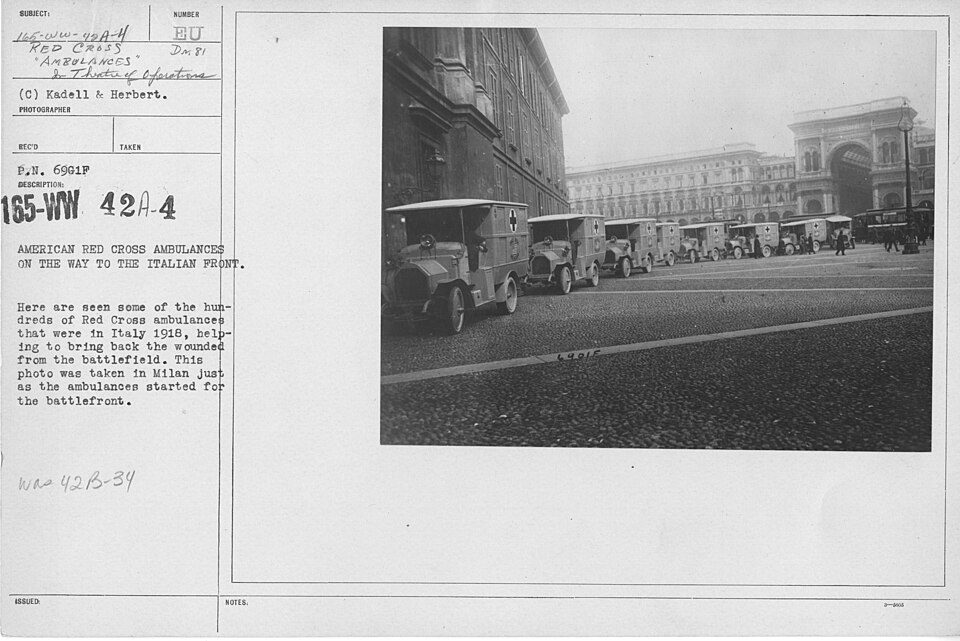 SUBJECT:
NUMBER
165-WW-42A-4
EU
RED CROSS
Dm 81
"AMBULANCES"
In Theatre of Operations
(C) Kadell & Herbert.
PHOTOGRAPHER
REC'D
TAKEN
P.N. 6901F
DESCRIPTION:
165-WW 42A-4
AMERICAN RED CROSS AMBULANCES
ON THE WAY TO THE ITALIAN FRONT.
Here are seen some of the hun-
dreds of Red Cross ambulances
that were in Italy 1918, help-
ing to bring back the wounded
from the battlefield. This
photo was taken in Milan just
as the ambulances started for
the battlefront.
Was 42B-34
ISSUED:
NOTES:
6901F